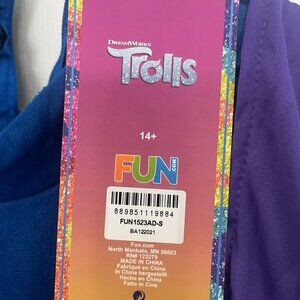 DREAMWORKS
Trolls
14+
FUN
.COM
889851119884
FUN1523AD-S
BA122021
Fun.com
North Mankato, MN 56003
RN# 123279
MADE IN CHINA
Fabriqué en China
In China hergestellt
Hecho en China
Fatto in Cina